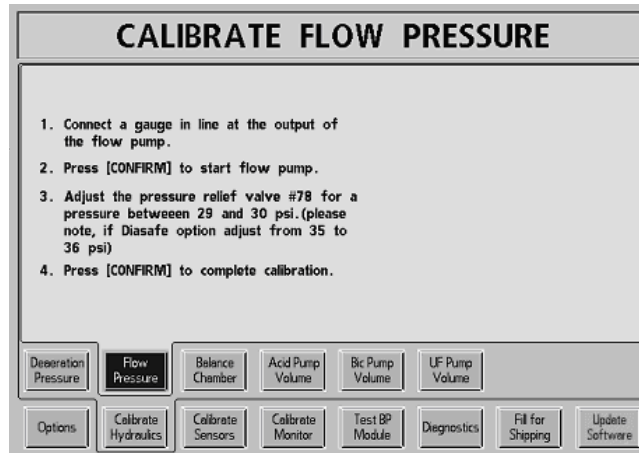 CALIBRATE FLOW PRESSURE
1. Connect a gauge in line at the output of
the flow pump.
2. Press [CONFIRM] to start flow pump.
3. Adjust the pressure relief valve #78 for a
pressure betweeen 29 and 30 psi.(please
note, if Diasafe option adjust from 35 to
36 psi)
4. Press [CONFIRM] to complete calibration.
Deaeration Pressure
Flow Pressure
Balance Chamber
Acid Pump Volume
Bic Pump Volume
UF Pump Volume
Options
Calibrate Hydraulics
Calibrate Sensors
Calibrate Monitor
Test BP Module
Diagnostics
Fill for Shipping
Update Software